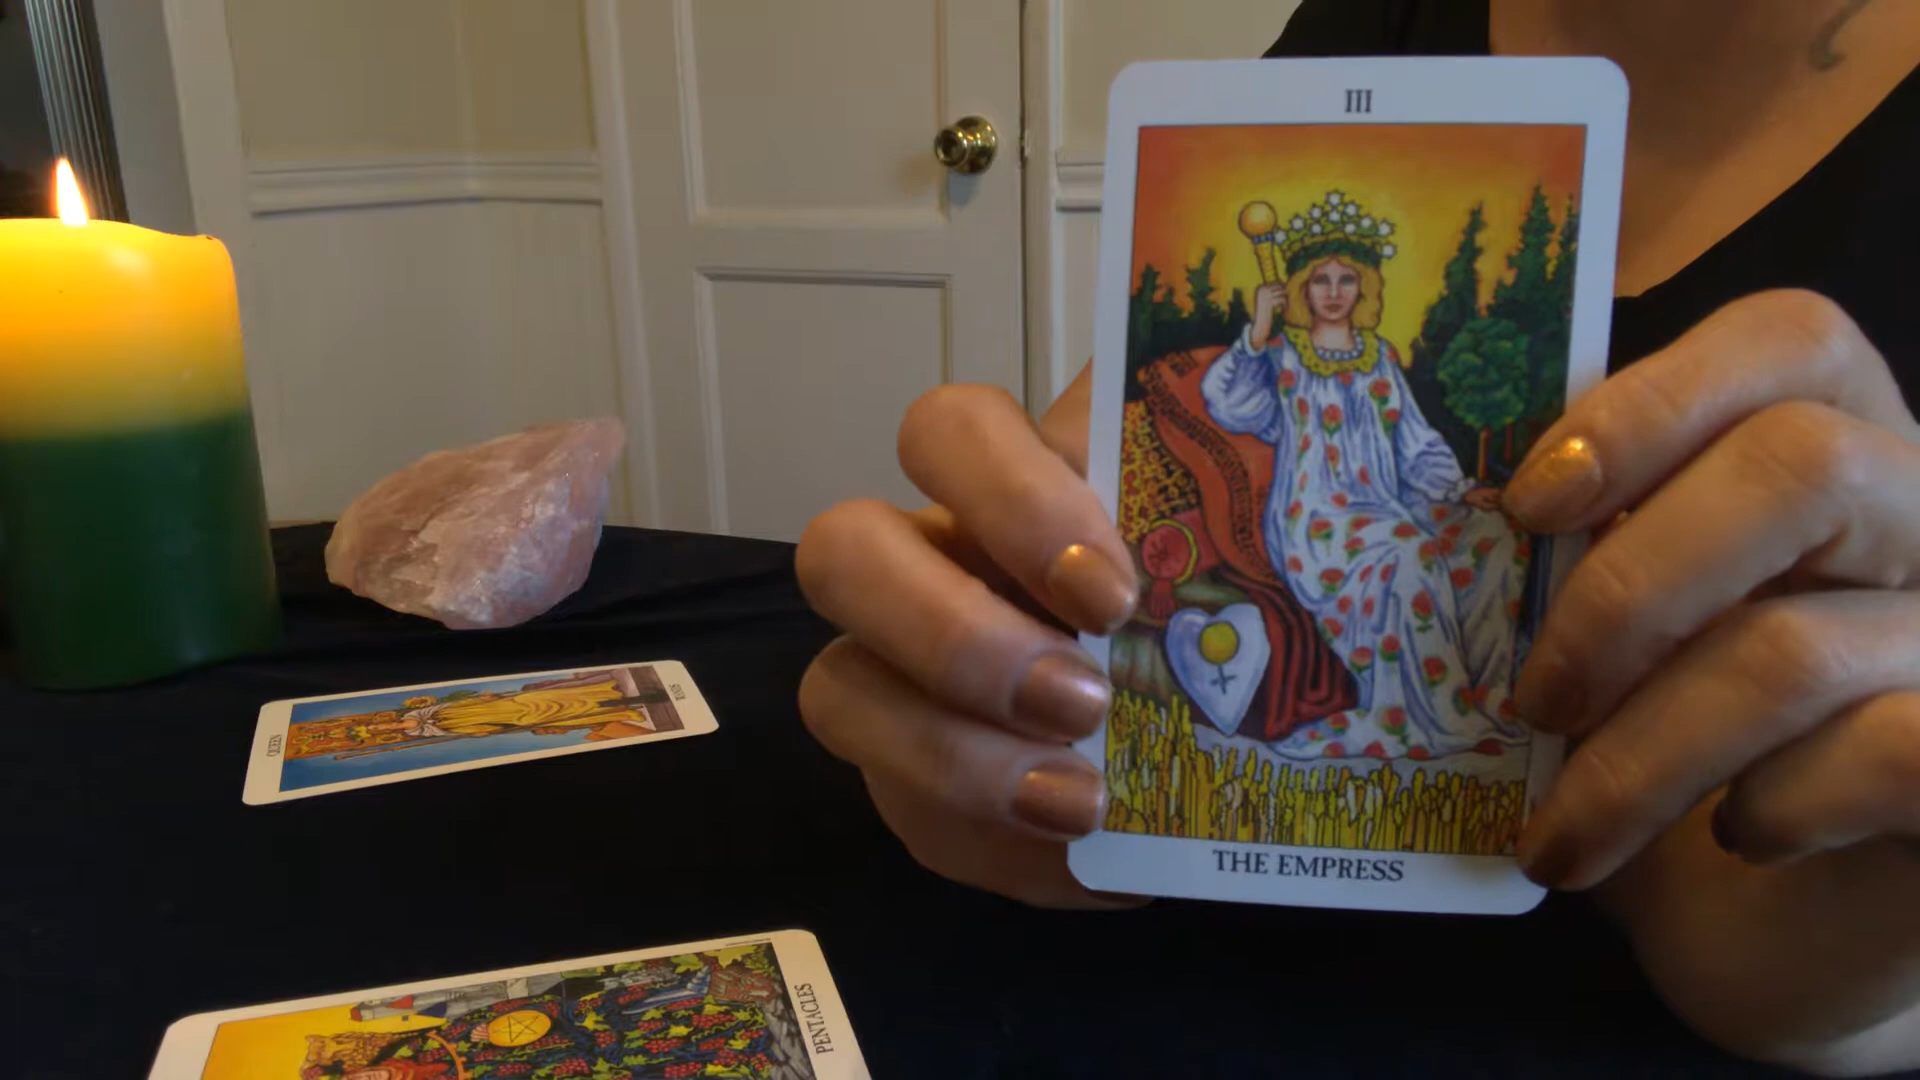 III
THE EMPRESS
QUEEN
WANDS
PENTACLES